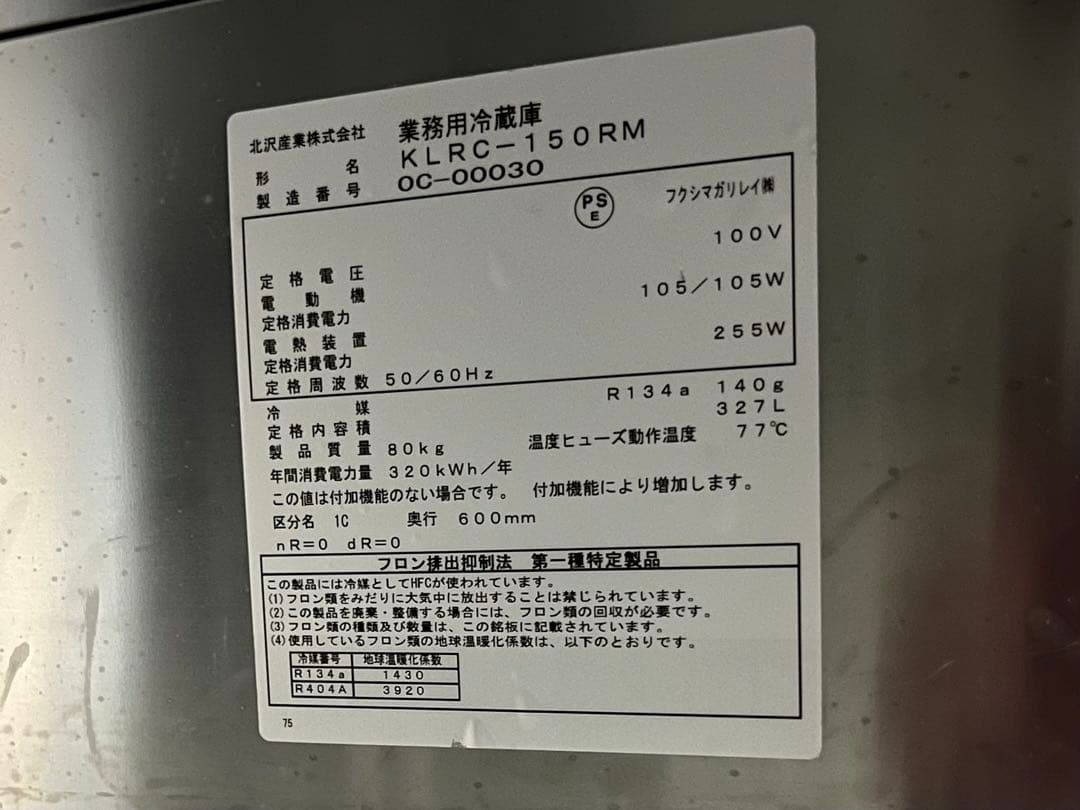 北沢産業株式会社 業務用冷蔵庫
形名 KLRC-150RM
製造番号 0C-00030
PSE フクシマガリレイ㈱
定格電圧 100V
電動機
定格消費電力 105/105W
電熱装置
定格消費電力 255W
定格周波数 50/60Hz
冷媒 R134a 140g
定格内容積 327L
製品質量 80kg 温度ヒューズ動作温度 77℃
年間消費電力量 320kWh/年
この値は付加機能のない場合です。 付加機能により増加します。
区分名 1C 奥行 600mm
nR=0 dR=0
フロン排出抑制法 第一種特定製品
この製品には冷媒としてHFCが使われています。
(1)フロン類をみだりに大気中に放出することは禁じられています。
(2)この製品を廃棄・整備する場合には、フロン類の回収が必要です。
(3)フロン類の種類及び数量は、この銘板に記載されています。
(4)使用しているフロン類の地球温暖化係数は、以下のとおりです。
冷媒番号 地球温暖化係数
R134a 1430
R404A 3920
75